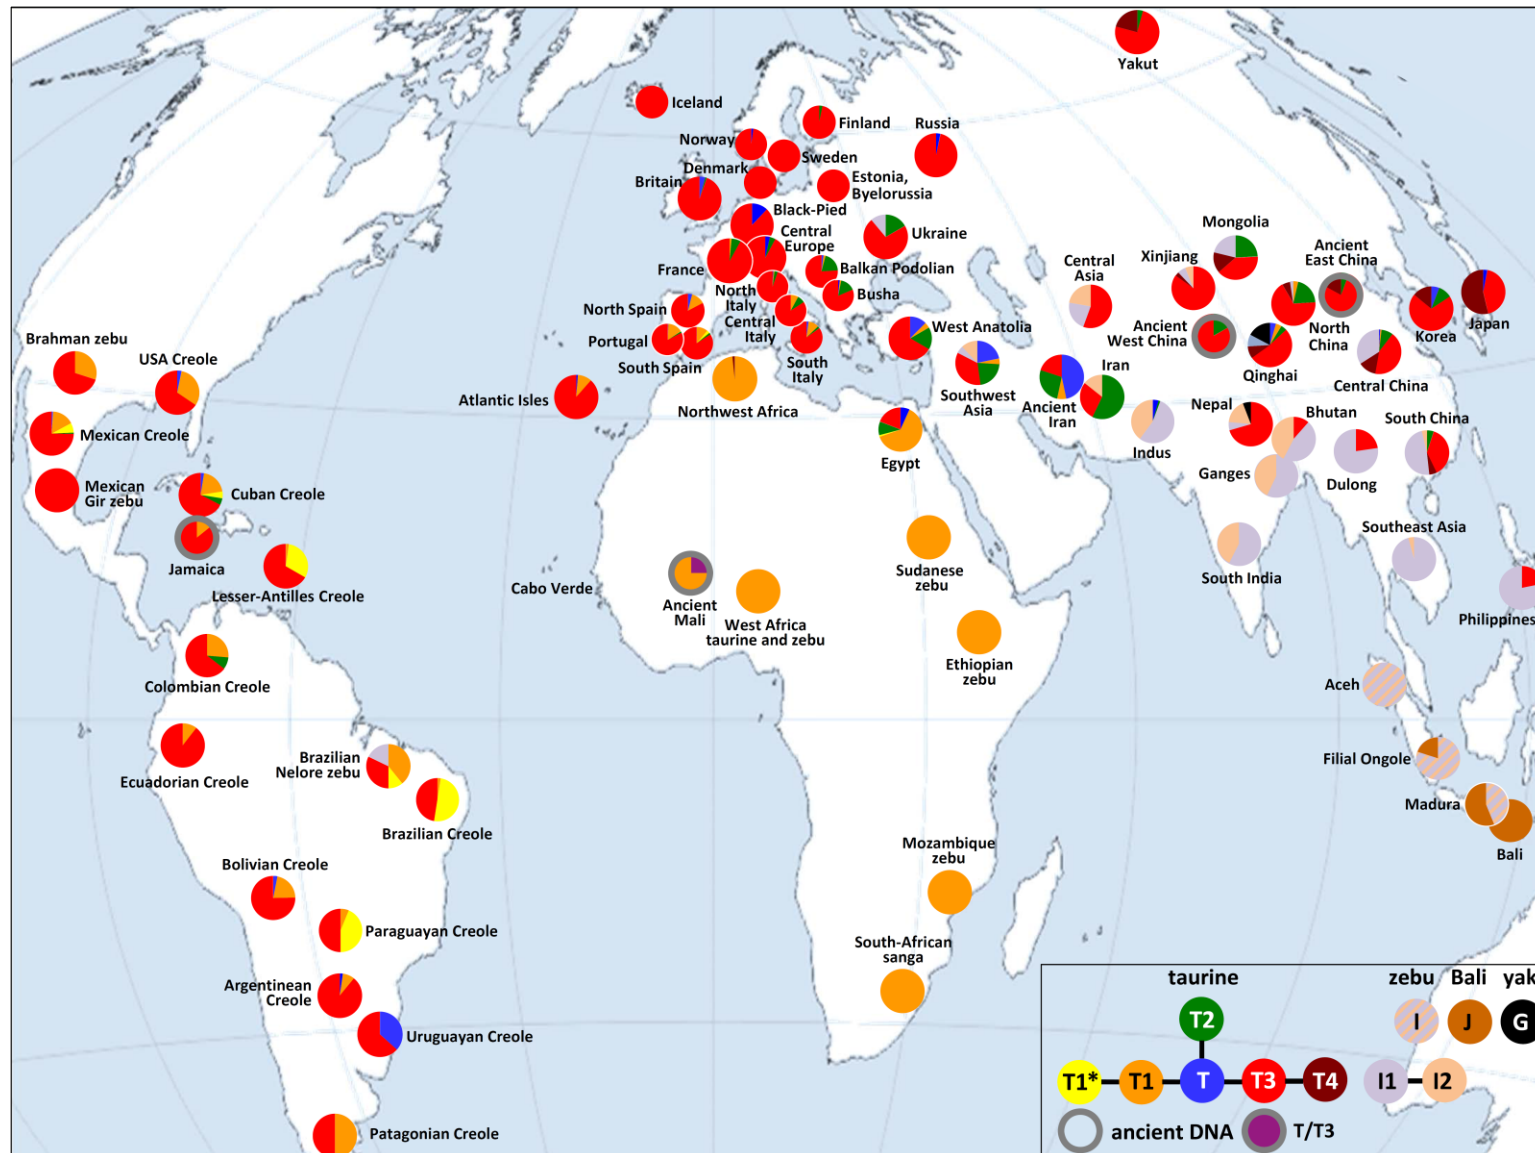 Yakut
Iceland
Finland
Russia
Norway
Sweden
Denmark
Britain
Estonia,
Byelorussia
Black-Pied
Central
Europe
Ukraine
France
Balkan Podolian
Busha
North
Italy
North Spain
Central
Italy
Portugal
South Spain
South
Italy
West Anatolia
Southwest
Asia
Ancient
Iran
Iran
Central
Asia
Xinjiang
Mongolia
Ancient
East China
Ancient
West China
North
China
Qinghai
Korea
Japan
Central China
Nepal
Bhutan
South China
Indus
Ganges
Dulong
South India
Southeast Asia
Philippines
Aceh
Filial Ongole
Madura
Bali
Brahman zebu
USA Creole
Mexican Creole
Mexican
Gir zebu
Cuban Creole
Jamaica
Lesser-Antilles Creole
Atlantic Isles
Northwest Africa
Egypt
Cabo Verde
Ancient
Mali
West Africa
taurine and zebu
Sudanese
zebu
Ethiopian
zebu
Colombian Creole
Ecuadorian Creole
Brazilian
Nelore zebu
Brazilian Creole
Bolivian Creole
Paraguayan Creole
Argentinean
Creole
Uruguayan Creole
Patagonian Creole
Mozambique
zebu
South-African
sanga
taurine zebu Bali yak
T2 I J G
T1* T1 T T3 T4 I1 I2
ancient DNA T/T3